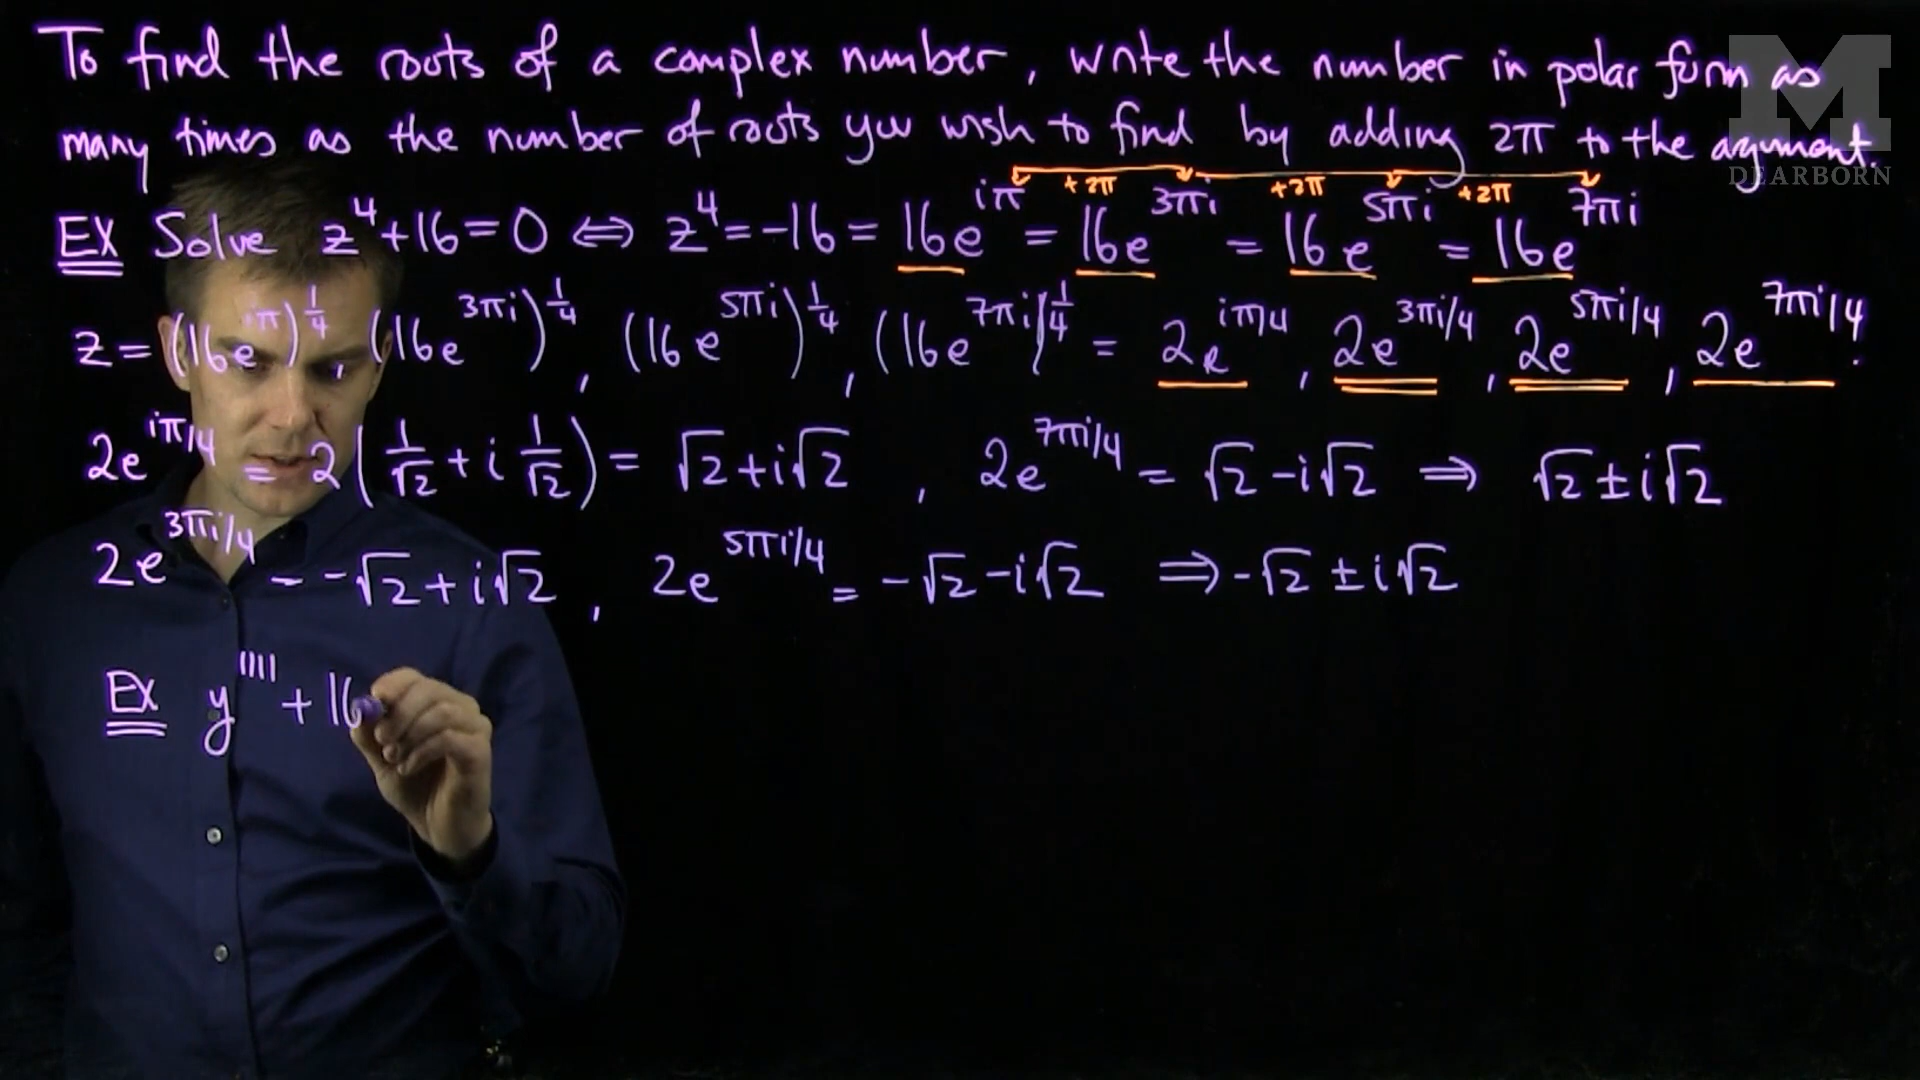 To find the roots of a complex number, write the number in polar form as
many times as the number of roots you wish to find by adding 2π to the argument.
M
DEARBORN
+2π +2π +2π
EX Solve z⁴+16=0 ⇔ z⁴=-16 = 16e^{iπ} = 16e^{3πi} = 16e^{5πi} = 16e^{7πi}
z = (16e^{iπ})^{1/4}, (16e^{3πi})^{1/4}, (16e^{5πi})^{1/4}, (16e^{7πi})^{1/4} = 2e^{iπ/4}, 2e^{3πi/4}, 2e^{5πi/4}, 2e^{7πi/4}.
2e^{iπ/4} = 2(1/√2 + i 1/√2) = √2+i√2, 2e^{7πi/4} = √2-i√2 ⇒ √2±i√2
2e^{3πi/4} = -√2+i√2, 2e^{5πi/4} = -√2-i√2 ⇒ -√2±i√2
EX y'''' + 16